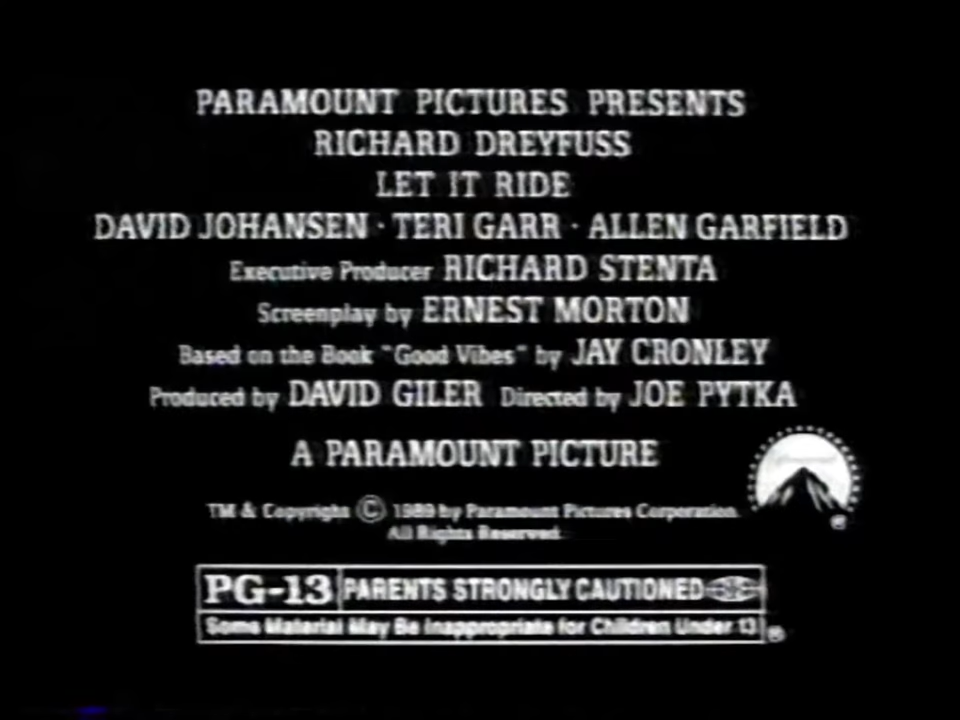 PARAMOUNT PICTURES PRESENTS
RICHARD DREYFUSS
LET IT RIDE
DAVID JOHANSEN · TERI GARR · ALLEN GARFIELD
Executive Producer RICHARD STENTA
Screenplay by ERNEST MORTON
Based on the Book "Good Vibes" by JAY CRONLEY
Produced by DAVID GILER Directed by JOE PYTKA
A PARAMOUNT PICTURE
TM & Copyright © 1989 by Paramount Pictures Corporation.
All Rights Reserved.
PG-13 PARENTS STRONGLY CAUTIONED
Some Material May Be Inappropriate for Children Under 13 ®